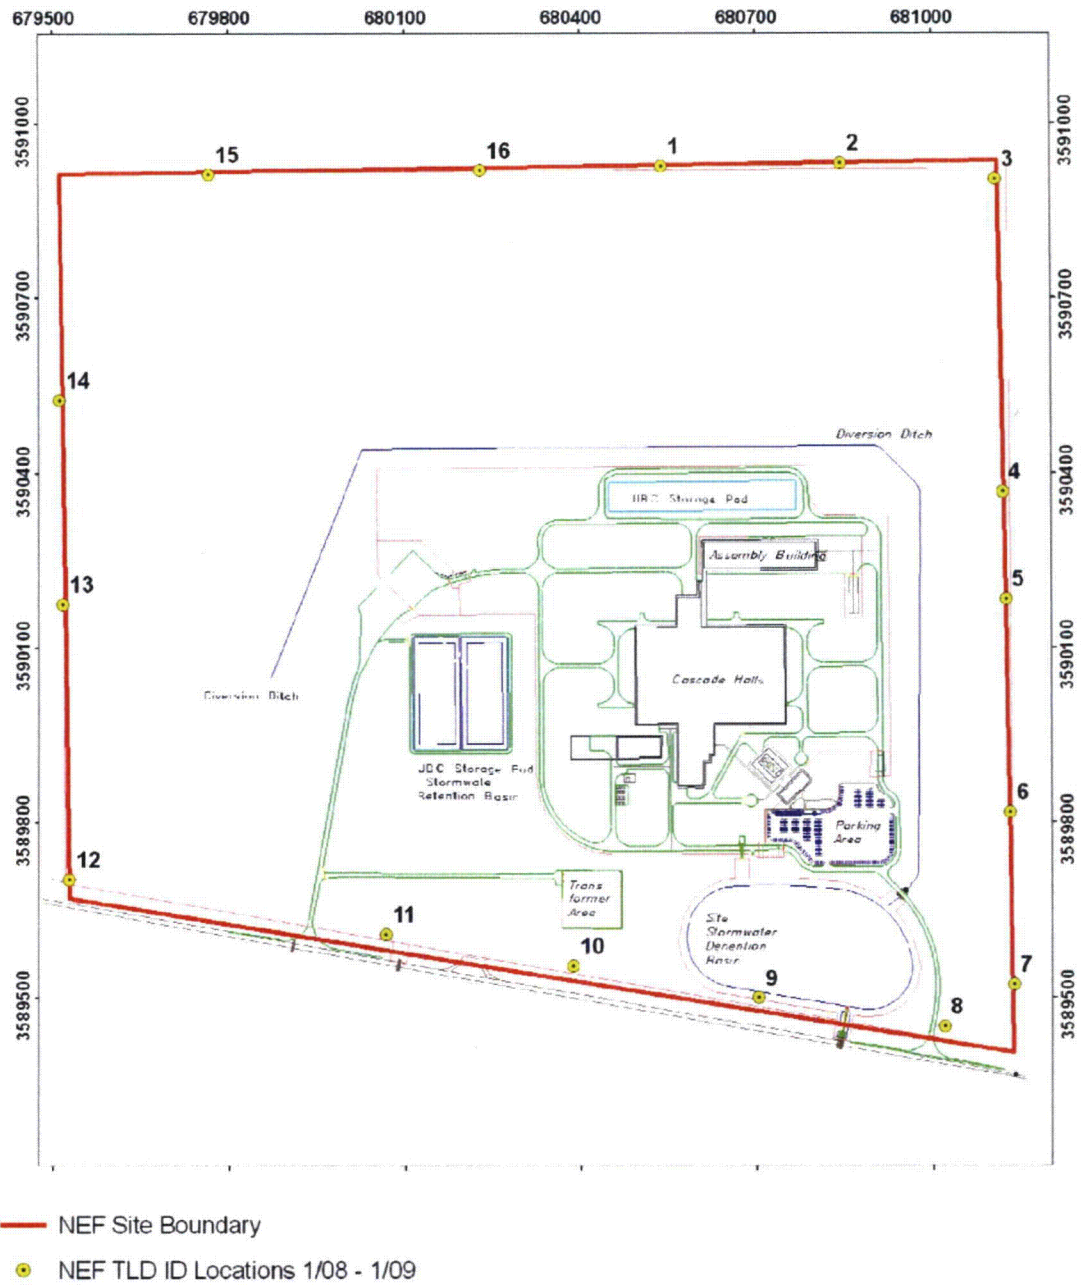 679500 679800 680100 680400 680700 681000
3591000
3591000
15
16
1
2
3
3590700
3590700
14
Diversion Ditch
3590400
3590400
4
UBC Storage Pad
Assembly Building
13
5
3590100
3590100
Cascade Halls
Diversion Ditch
UBC Storage Pad
Stormwate
Retention Basin
6
3589800
3589800
Parking
Area
12
Trans
former
Area
11
Site
Stormwater
Denention
Basin
10
9
7
3589500
3589500
8
NEF Site Boundary
NEF TLD ID Locations 1/08 - 1/09